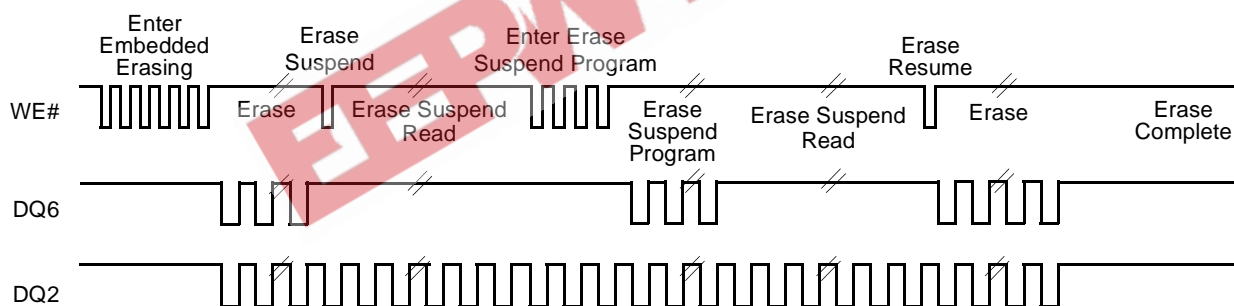 Enter
Embedded
Erasing
Erase
Suspend
Enter Erase
Suspend Program
Erase
Resume
WE#
Erase
Erase Suspend
Read
Erase
Suspend
Program
Erase Suspend
Read
Erase
Erase
Complete
DQ6
DQ2